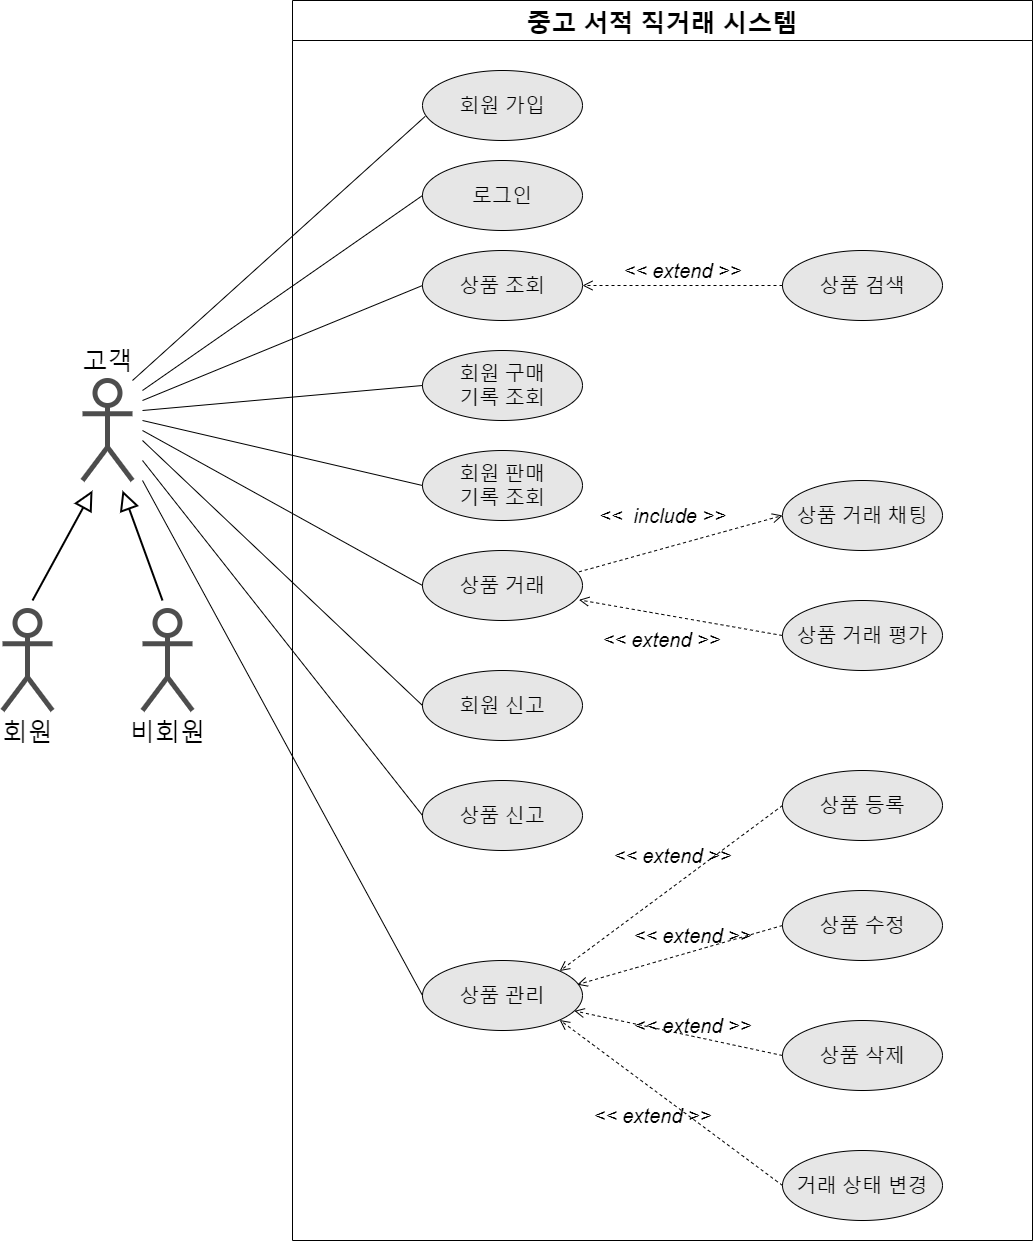 중고 서적 직거래 시스템
회원 가입
로그인
상품 조회
<< extend >>
상품 검색
고객
회원 구매
기록 조회
회원 판매
기록 조회
<< include >>
상품 거래 채팅
상품 거래
<< extend >>
상품 거래 평가
회원
비회원
회원 신고
상품 신고
상품 등록
<< extend >>
상품 수정
<< extend >>
상품 관리
<< extend >>
상품 삭제
<< extend >>
거래 상태 변경